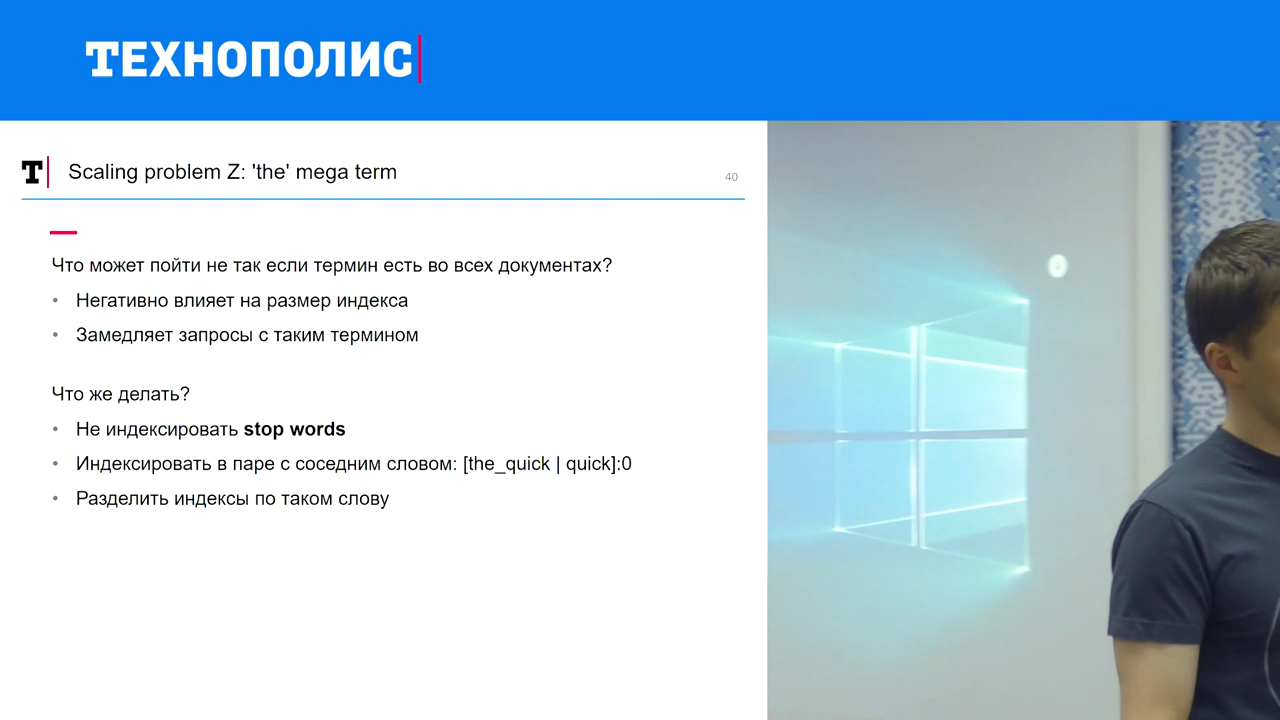 ТЕХНОПОЛИС
T Scaling problem Z: 'the' mega term
40
Что может пойти не так если термин есть во всех документах?
• Негативно влияет на размер индекса
• Замедляет запросы с таким термином
Что же делать?
• Не индексировать stop words
• Индексировать в паре с соседним словом: [the_quick | quick]:0
• Разделить индексы по таком слову